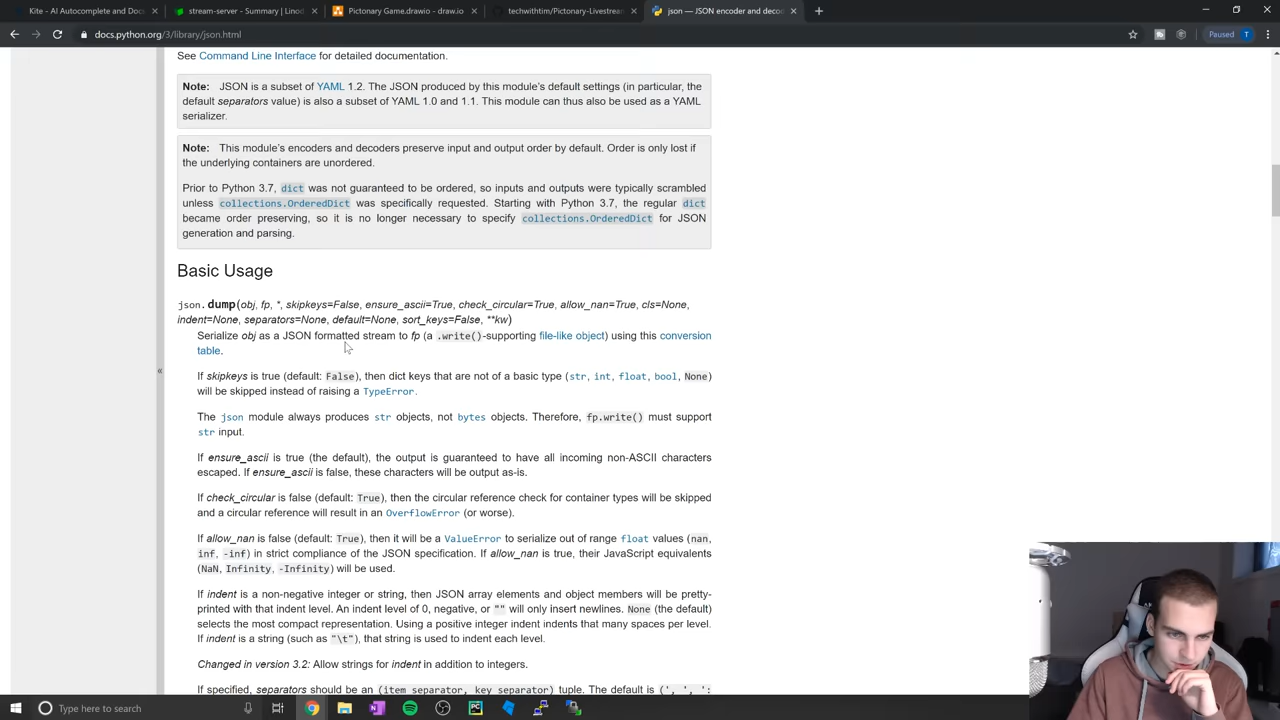 Kite - AI Autocomplete and Docs
stream-server - Summary | Linod
Pictonary Game.drawio - draw.io
techwithtim/Pictonary-Livestrea
json — JSON encoder and deco
docs.python.org/3/library/json.html
Paused
T
See Command Line Interface for detailed documentation.
Note: JSON is a subset of YAML 1.2. The JSON produced by this module's default settings (in particular, the
default separators value) is also a subset of YAML 1.0 and 1.1. This module can thus also be used as a YAML
serializer.
Note: This module's encoders and decoders preserve input and output order by default. Order is only lost if
the underlying containers are unordered.
Prior to Python 3.7, dict was not guaranteed to be ordered, so inputs and outputs were typically scrambled
unless collections.OrderedDict was specifically requested. Starting with Python 3.7, the regular dict
became order preserving, so it is no longer necessary to specify collections.OrderedDict for JSON
generation and parsing.
Basic Usage
json.dump(obj, fp, *, skipkeys=False, ensure_ascii=True, check_circular=True, allow_nan=True, cls=None,
indent=None, separators=None, default=None, sort_keys=False, **kw)
Serialize obj as a JSON formatted stream to fp (a .write()-supporting file-like object) using this conversion
table.
«
If skipkeys is true (default: False), then dict keys that are not of a basic type (str, int, float, bool, None)
will be skipped instead of raising a TypeError.
The json module always produces str objects, not bytes objects. Therefore, fp.write() must support
str input.
If ensure_ascii is true (the default), the output is guaranteed to have all incoming non-ASCII characters
escaped. If ensure_ascii is false, these characters will be output as-is.
If check_circular is false (default: True), then the circular reference check for container types will be skipped
and a circular reference will result in an OverflowError (or worse).
If allow_nan is false (default: True), then it will be a ValueError to serialize out of range float values (nan,
inf, -inf) in strict compliance of the JSON specification. If allow_nan is true, their JavaScript equivalents
(NaN, Infinity, -Infinity) will be used.
If indent is a non-negative integer or string, then JSON array elements and object members will be pretty-
printed with that indent level. An indent level of 0, negative, or "" will only insert newlines. None (the default)
selects the most compact representation. Using a positive integer indent indents that many spaces per level.
If indent is a string (such as "\t"), that string is used to indent each level.
Changed in version 3.2: Allow strings for indent in addition to integers.
If specified, separators should be an (item_separator, key_separator) tuple. The default is (', ', ':
Type here to search